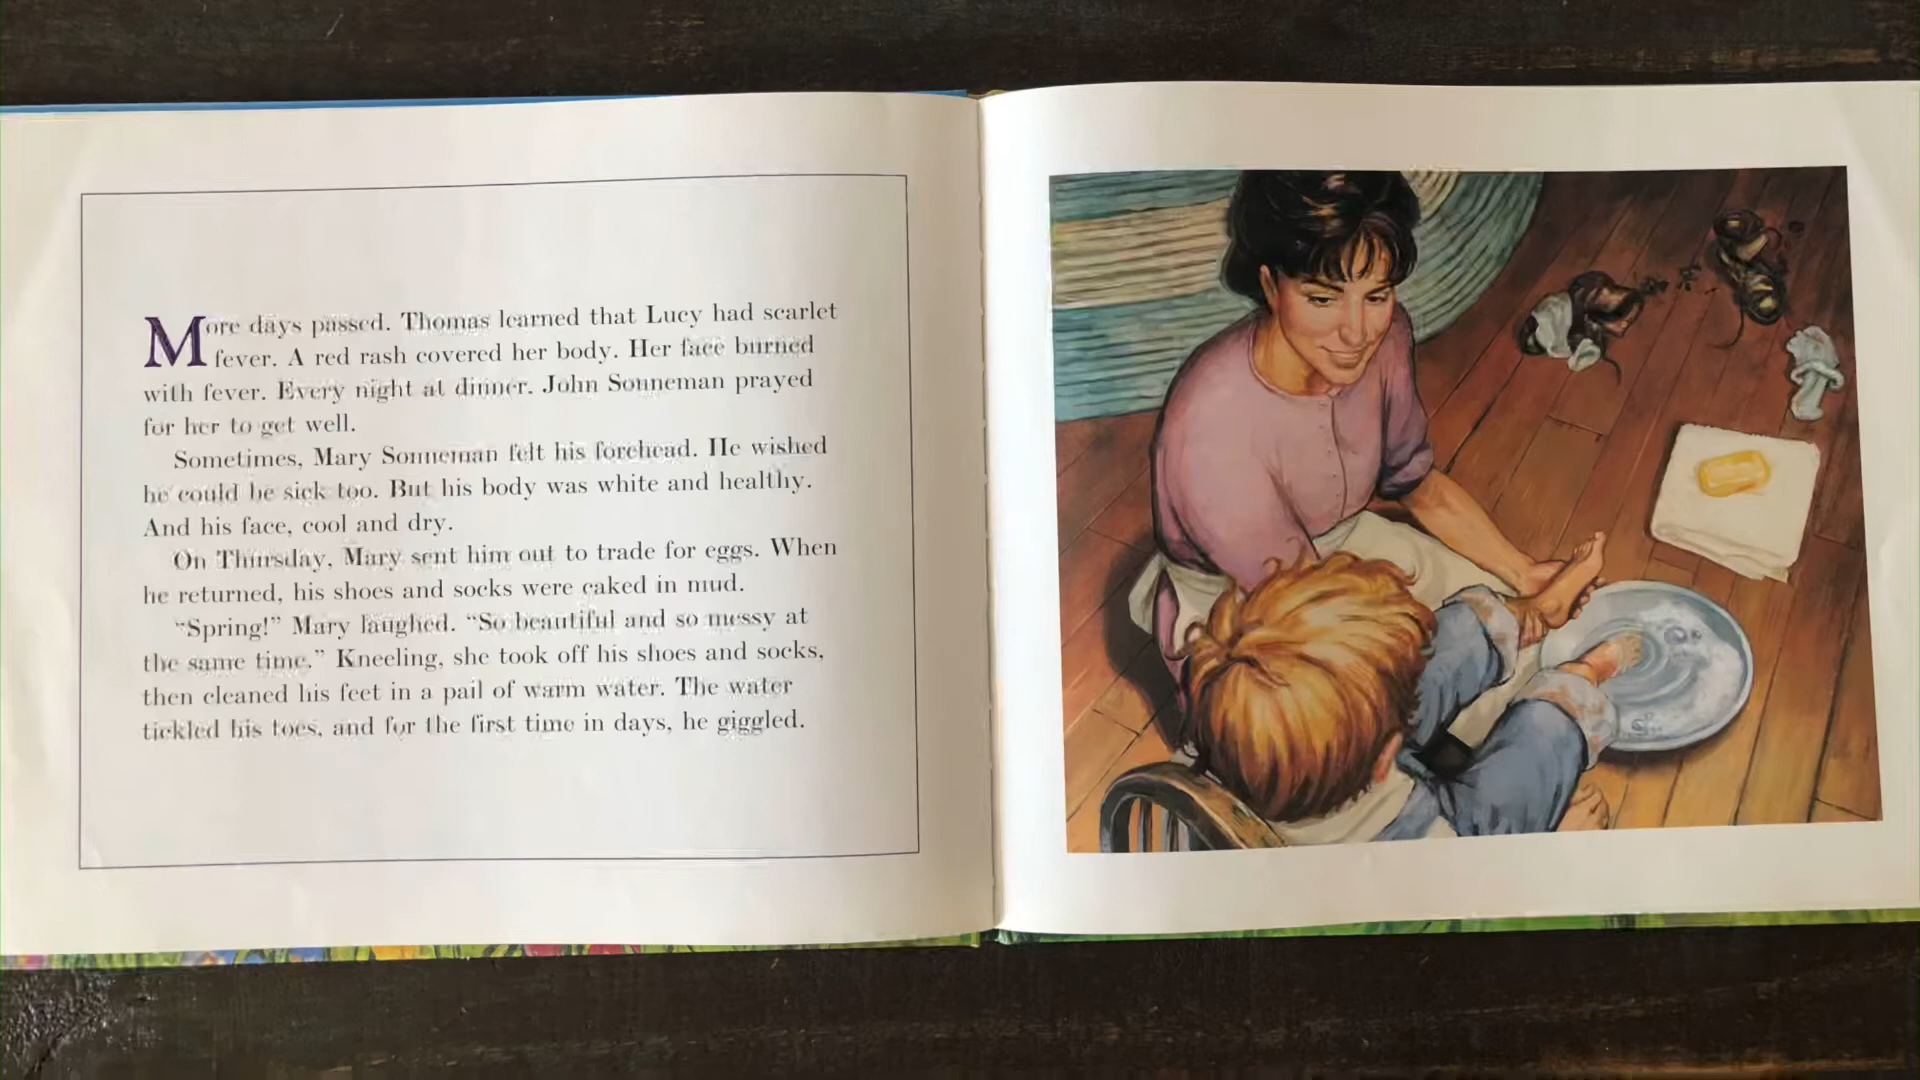 More days passed. Thomas learned that Lucy had scarlet
fever. A red rash covered her body. Her face burned
with fever. Every night at dinner, John Sonneman prayed
for her to get well.
Sometimes, Mary Sonneman felt his forehead. He wished
he could be sick too. But his body was white and healthy.
And his face, cool and dry.
On Thursday, Mary sent him out to trade for eggs. When
he returned, his shoes and socks were caked in mud.
"Spring!" Mary laughed. "So beautiful and so messy at
the same time." Kneeling, she took off his shoes and socks,
then cleaned his feet in a pail of warm water. The water
tickled his toes, and for the first time in days, he giggled.